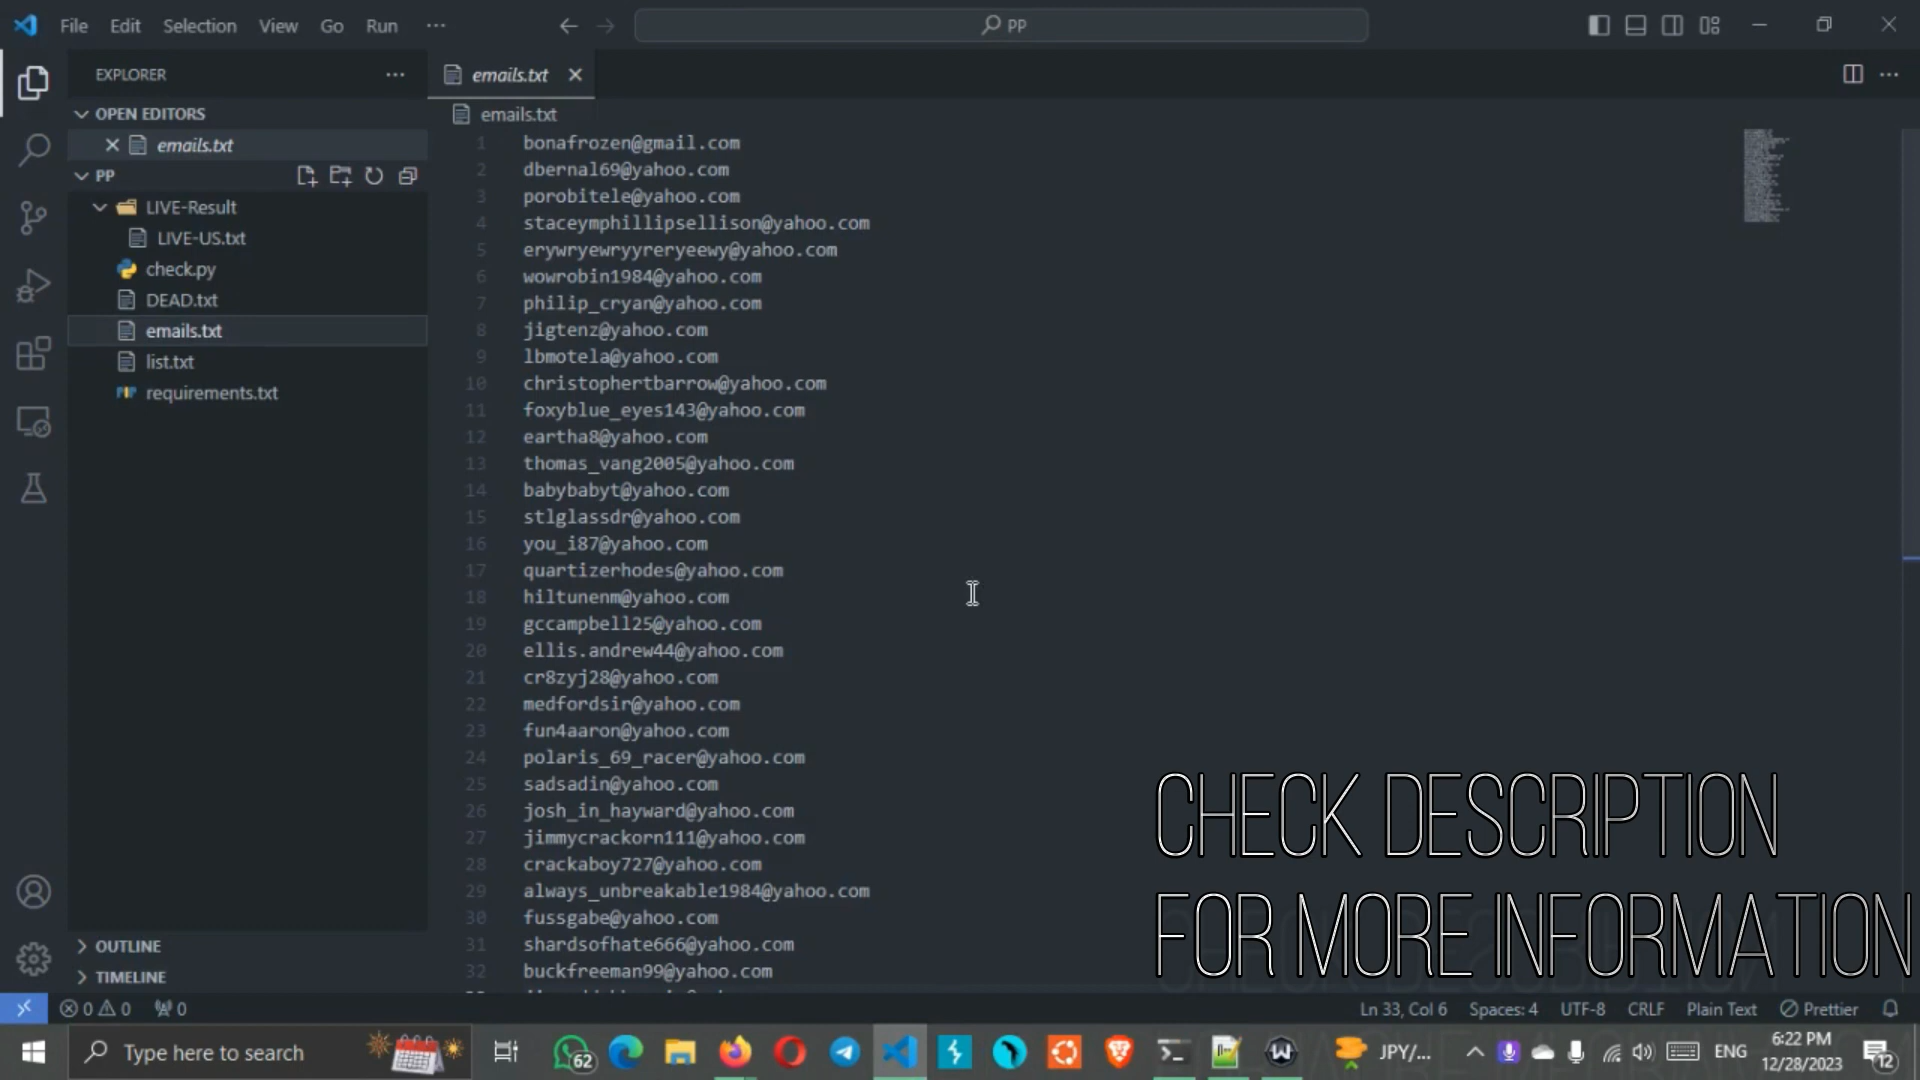 File Edit Selection View Go Run ...
PP
EXPLORER
emails.txt
OPEN EDITORS
emails.txt
emails.txt
PP
LIVE-Result
LIVE-US.txt
check.py
DEAD.txt
emails.txt
list.txt
requirements.txt
1 bonafrozen@gmail.com
2 dbernal69@yahoo.com
3 porobitele@yahoo.com
4 staceymphillipsellison@yahoo.com
5 erywryewryyreryeewy@yahoo.com
6 wowrobin1984@yahoo.com
7 philip_cryan@yahoo.com
8 jigtenz@yahoo.com
9 lbmotela@yahoo.com
10 christophertbarrow@yahoo.com
11 foxyblue_eyes143@yahoo.com
12 eartha8@yahoo.com
13 thomas_vang2005@yahoo.com
14 babybabyt@yahoo.com
15 stlglassdr@yahoo.com
16 you_i87@yahoo.com
17 quartizerhodes@yahoo.com
18 hiltunenm@yahoo.com
19 gccampbell25@yahoo.com
20 ellis.andrew44@yahoo.com
21 cr8zyj28@yahoo.com
22 medfordsir@yahoo.com
23 fun4aaron@yahoo.com
24 polaris_69_racer@yahoo.com
25 sadsadin@yahoo.com
26 josh_in_hayward@yahoo.com
27 jimmycrackorn111@yahoo.com
28 crackaboy727@yahoo.com
29 always_unbreakable1984@yahoo.com
30 fussgabe@yahoo.com
31 shardsofhate666@yahoo.com
32 buckfreeman99@yahoo.com
CHECK DESCRIPTION
FOR MORE INFORMATION
OUTLINE
TIMELINE
0 0 0
Ln 33, Col 6 Spaces: 4 UTF-8 CRLF Plain Text Prettier
Type here to search
62
JPY/...
ENG
6:22 PM
12/28/2023
12